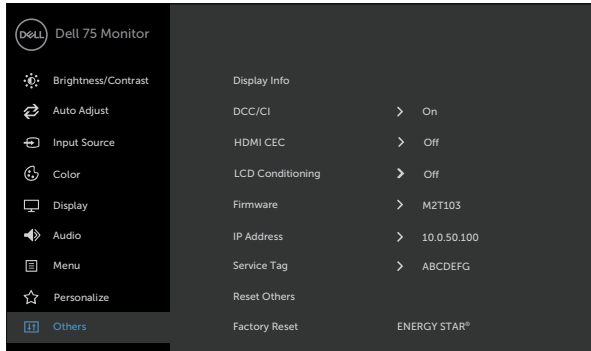 DELL Dell 75 Monitor
Brightness/Contrast Display Info
Auto Adjust DCC/CI On
Input Source HDMI CEC Off
Color LCD Conditioning Off
Display Firmware M2T103
Audio IP Address 10.0.50.100
Menu Service Tag ABCDEFG
Personalize Reset Others
Others Factory Reset ENERGY STAR®